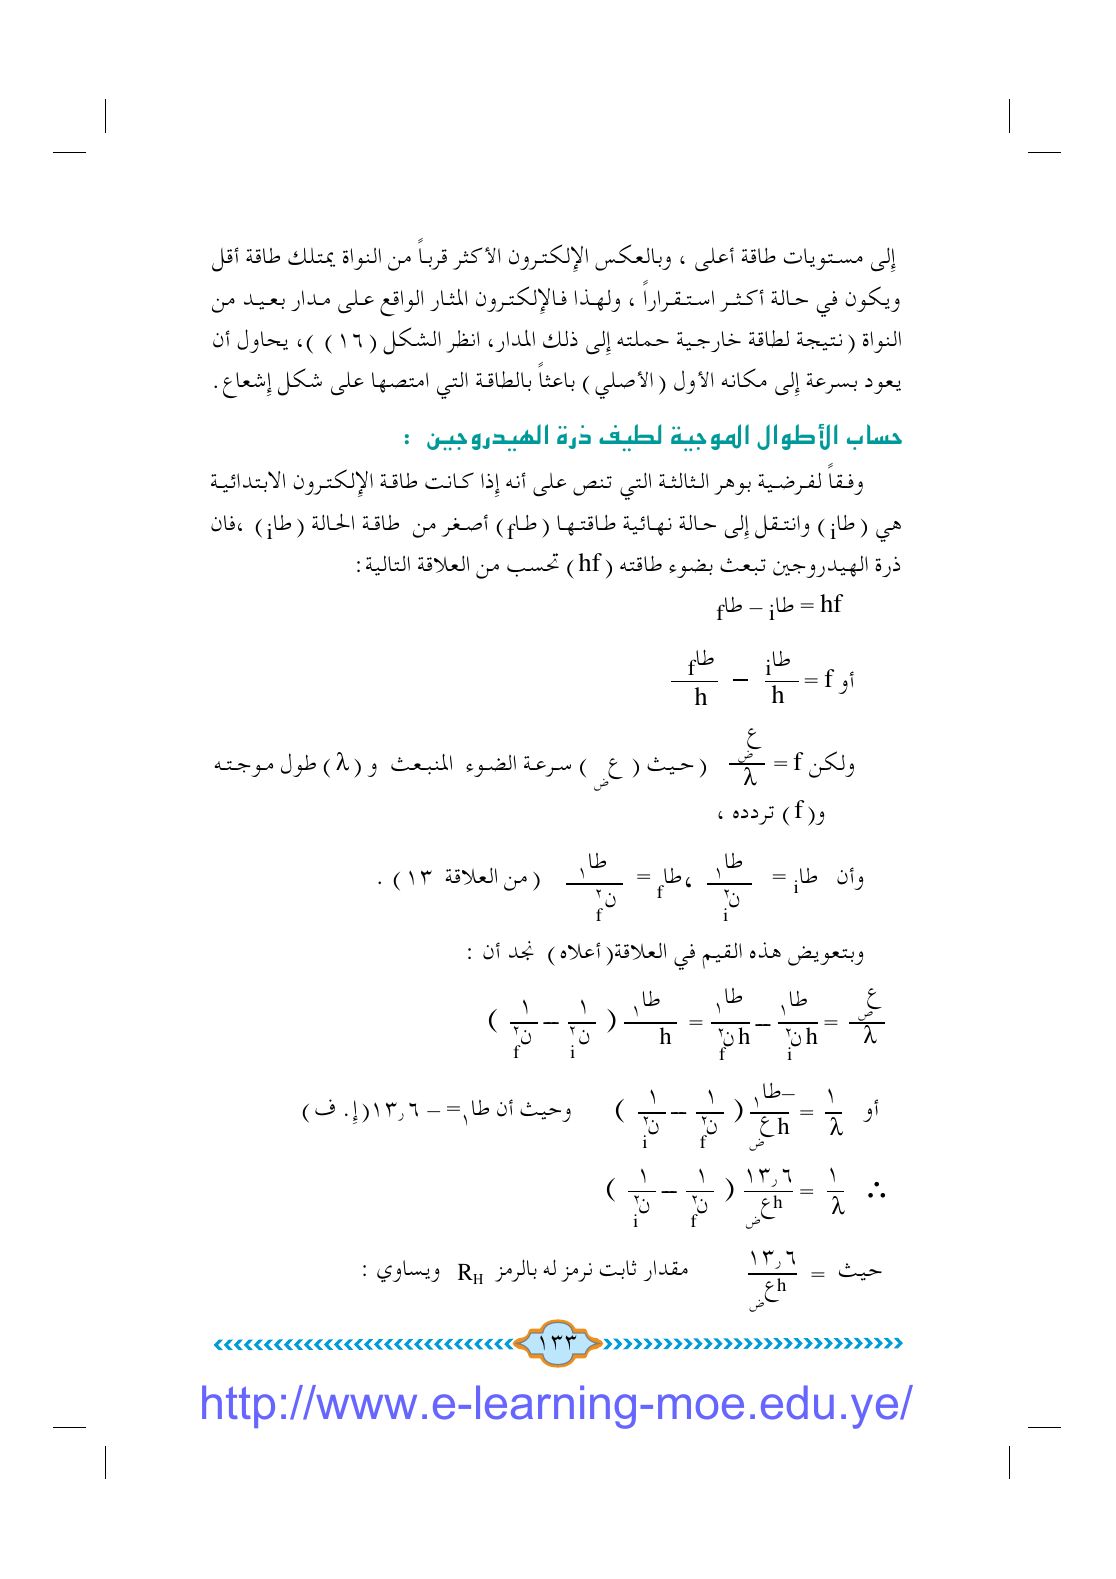 إلى مستويات طاقة أعلى ، وبالعكس الإلكترون الأكثر قرباً من النواة يمتلك طاقة أقل
ويكون في حالة أكثر استقراراً ، ولهذا فالإلكترون المثار الواقع على مدار بعيد من
النواة ( نتيجة لطاقة خارجية حملته إلى ذلك المدار، انظر الشكل ( ١٦ ) )، يحاول أن
يعود بسرعة إلى مكانه الأول ( الأصلي ) باعثاً بالطاقة التي امتصها على شكل إشعاع .
حساب الأطوال الموجية لطيف ذرة الهيدروجين :
وفقاً لفرضية بوهر الثالثة التي تنص على أنه إذا كانت طاقة الإلكترون الابتدائية
هي ( طاi ) وانتقل إلى حالة نهائية طاقتها ( طاf ) أصغر من طاقة الحالة ( طاi ) ،فان
ذرة الهيدروجين تبعث بضوء طاقته ( hf ) تحسب من العلاقة التالية :
hf = طاi – طاf
أو f = طاi / h – طاf / h
ولكن f = عض / λ ( حيث ( عض ) سرعة الضوء المنبعث و ( λ ) طول موجته
و( f ) تردده ،
وأن طاi = طا١ / ن٢i ،طاf = طا١ / ن٢f ( من العلاقة ١٣ ) .
وبتعويض هذه القيم في العلاقة( أعلاه ) نجد أن :
عض / λ = طا١ / h ن٢i – طا١ / h ن٢f = طا١ / h ( ١ / ن٢i – ١ / ن٢f )
أو ١ / λ = –طا١ / h عض ( ١ / ن٢f – ١ / ن٢i ) وحيث أن طا١= – ١٣٫٦(إ. ف )
∴ ١ / λ = ١٣٫٦ / h عض ( ١ / ن٢f – ١ / ن٢i )
حيث = ١٣٫٦ / h عض مقدار ثابت نرمز له بالرمز RH ويساوي :
١٣٣
http://www.e-learning-moe.edu.ye/